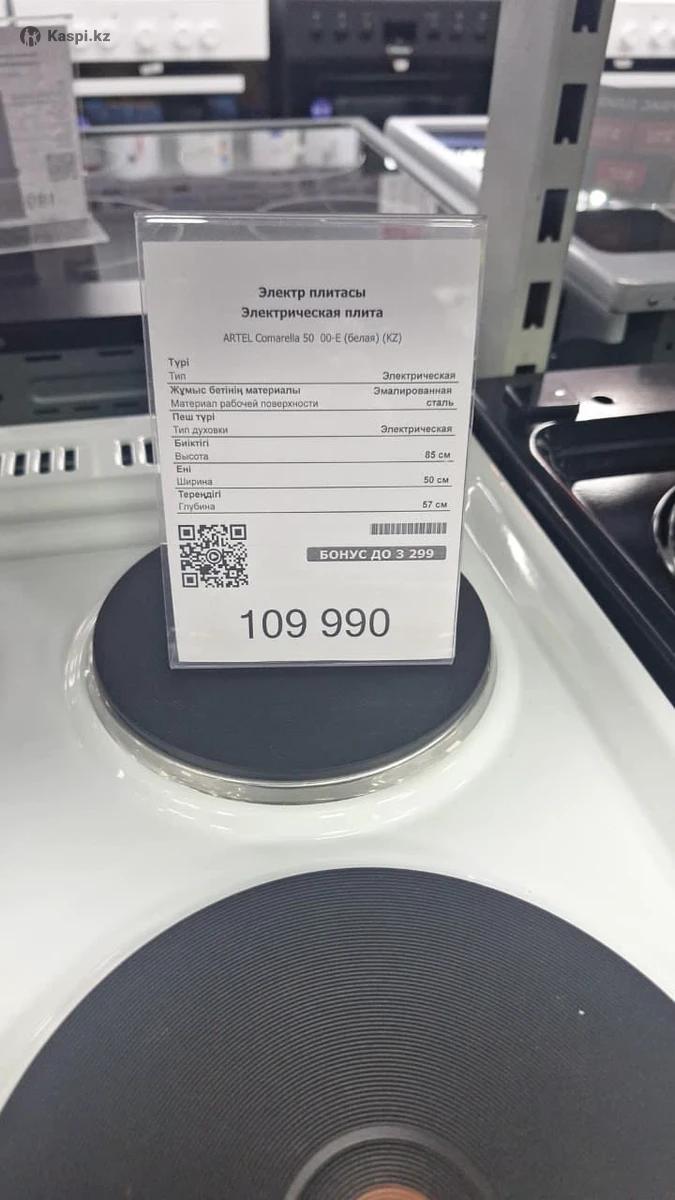 Kaspi.kz
Электр плитасы
Электрическая плита
ARTEL Comarella 50 00-E (белая) (KZ)
Түрі
Тип Электрическая
Жұмыс бетінің материалы Эмалированная
Материал рабочей поверхности сталь
Пеш түрі
Тип духовки Электрическая
Биіктігі
Высота 85 см
Ені
Ширина 50 см
Тереңдігі
Глубина 57 см
БОНУС ДО 3 299
109 990